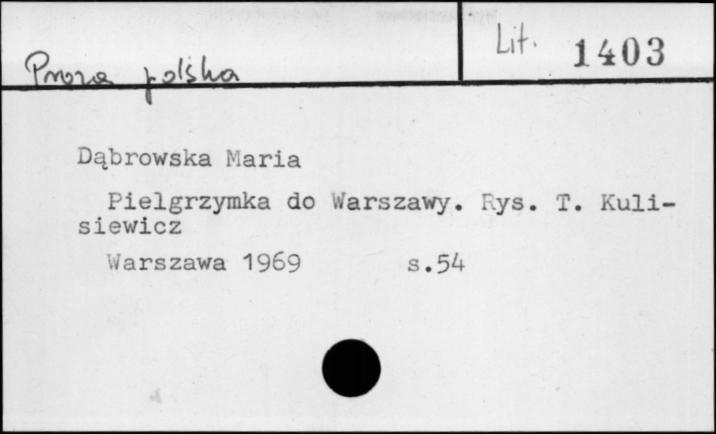 Lit. 1403
Proza polska
Dąbrowska Maria
Pielgrzymka do Warszawy. Rys. T. Kuli-
siewicz
Warszawa 1969 s.54